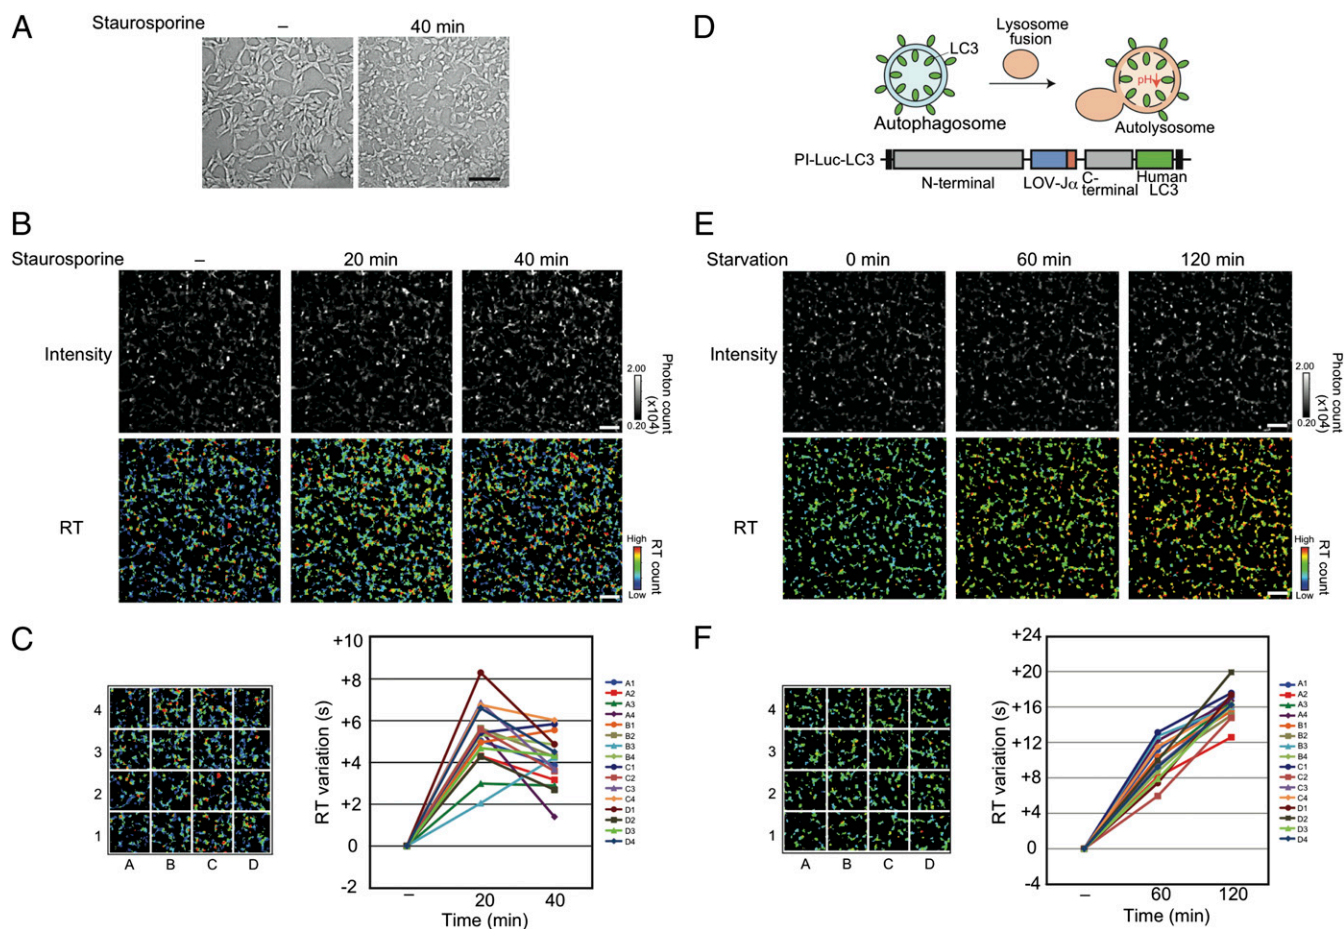 A
Staurosporine
–
40 min
B
Staurosporine
–
20 min
40 min
Intensity
2.00
0.20
Photon count
(x104)
RT
High
Low
RT count
C
4
3
2
1
A B C D
+10
+8
+6
+4
+2
0
-2
RT variation (s)
–
20
40
Time (min)
A1
A2
A3
A4
B1
B2
B3
B4
C1
C2
C3
C4
D1
D2
D3
D4
D
LC3
Lysosome
fusion
pH
Autophagosome
Autolysosome
PI-Luc-LC3
N-terminal
LOV-Jα
C-
terminal
Human
LC3
E
Starvation
0 min
60 min
120 min
Intensity
2.00
0.20
Photon count
(x104)
RT
High
Low
RT count
F
4
3
2
1
A B C D
+24
+20
+16
+12
+8
+4
0
-4
RT variation (s)
–
60
120
Time (min)
A1
A2
A3
A4
B1
B2
B3
B4
C1
C2
C3
C4
D1
D2
D3
D4